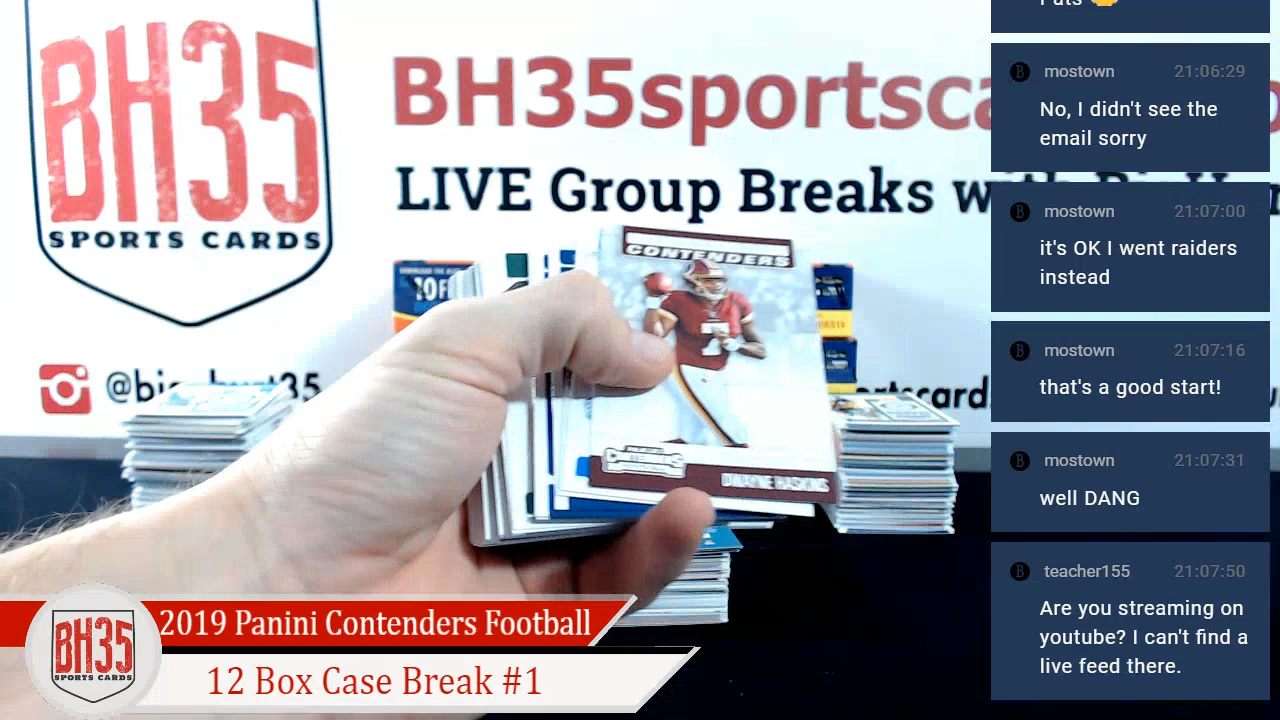 BH35
SPORTS CARDS
BH35sportsca
LIVE Group Breaks w
CONTENDERS
7
DWAYNE HASKINS
2019 Panini Contenders Football
12 Box Case Break #1
BH35
SPORTS CARDS
mostown 21:06:29
No, I didn't see the
email sorry
mostown 21:07:00
it's OK I went raiders
instead
mostown 21:07:16
that's a good start!
mostown 21:07:31
well DANG
teacher155 21:07:50
Are you streaming on
youtube? I can't find a
live feed there.